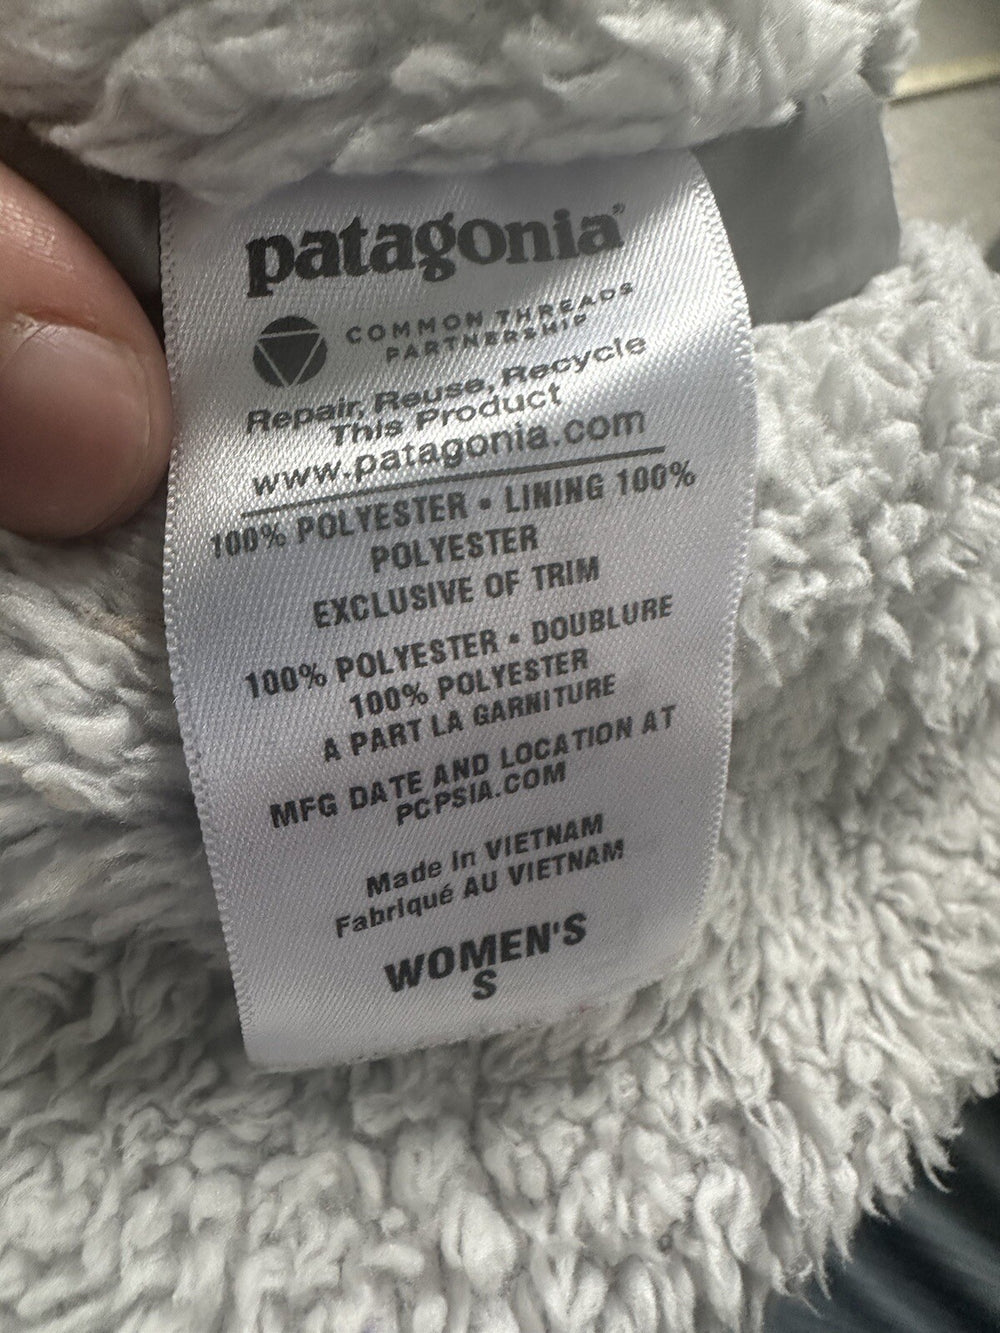 patagonia®
COMMON THREADS
PARTNERSHIP
Repair, Reuse, Recycle
This Product
www.patagonia.com
100% POLYESTER ▪ LINING 100%
POLYESTER
EXCLUSIVE OF TRIM
100% POLYESTER ▪ DOUBLURE
100% POLYESTER
A PART LA GARNITURE
MFG DATE AND LOCATION AT
PCPSIA.COM
Made in VIETNAM
Fabriqué AU VIETNAM
WOMEN'S
S